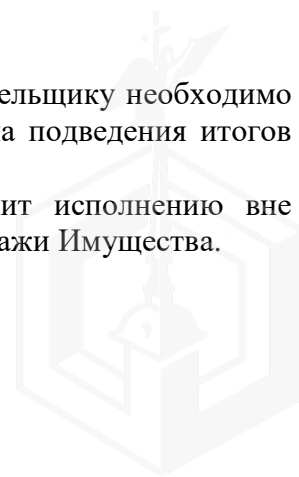 ельщику необходимо
а подведения итогов
ит исполнению вне
ажи Имущества.